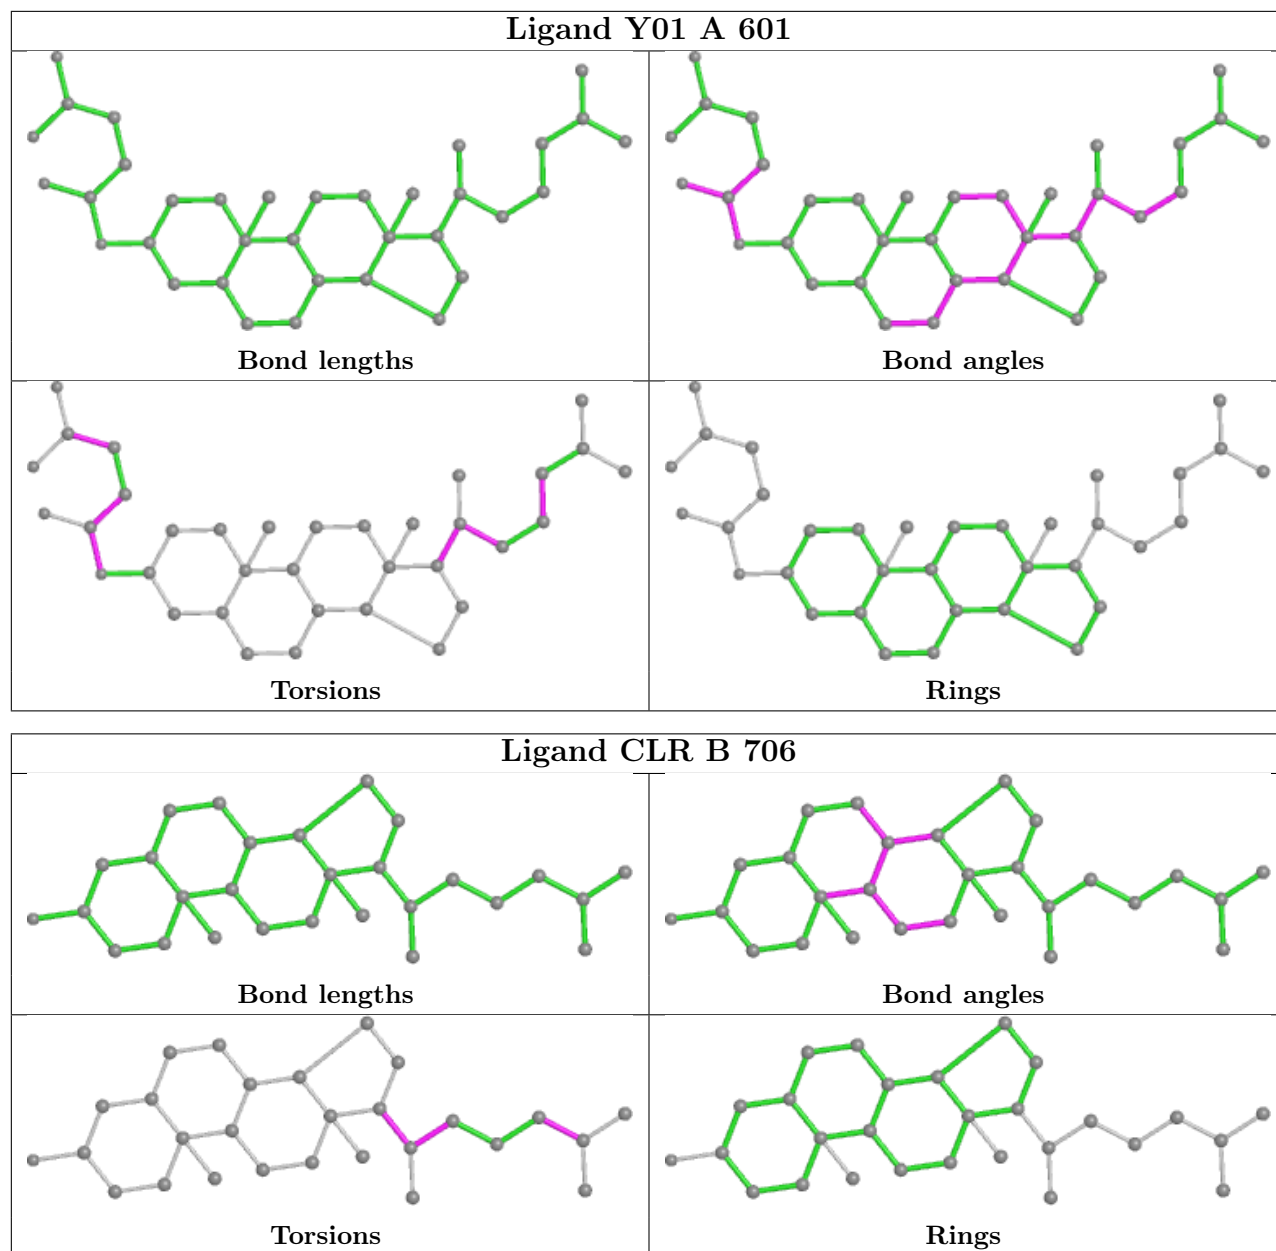 Ligand Y01 A 601
Bond lengths
Bond angles
Torsions
Rings
Ligand CLR B 706
Bond lengths
Bond angles
Torsions
Rings